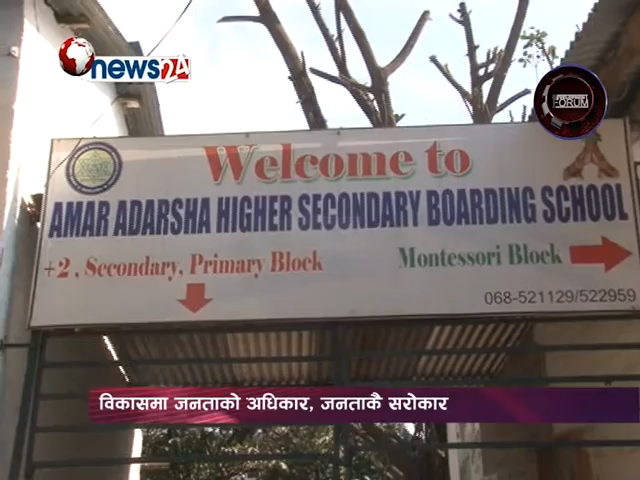 news24
FORUM
Welcome to
AMAR ADARSHA HIGHER SECONDARY BOARDING SCHOOL
+2 , Secondary, Primary Block
Montessori Block
068-521129/522959
विकासमा जनताको अधिकार, जनताकै सरोकार